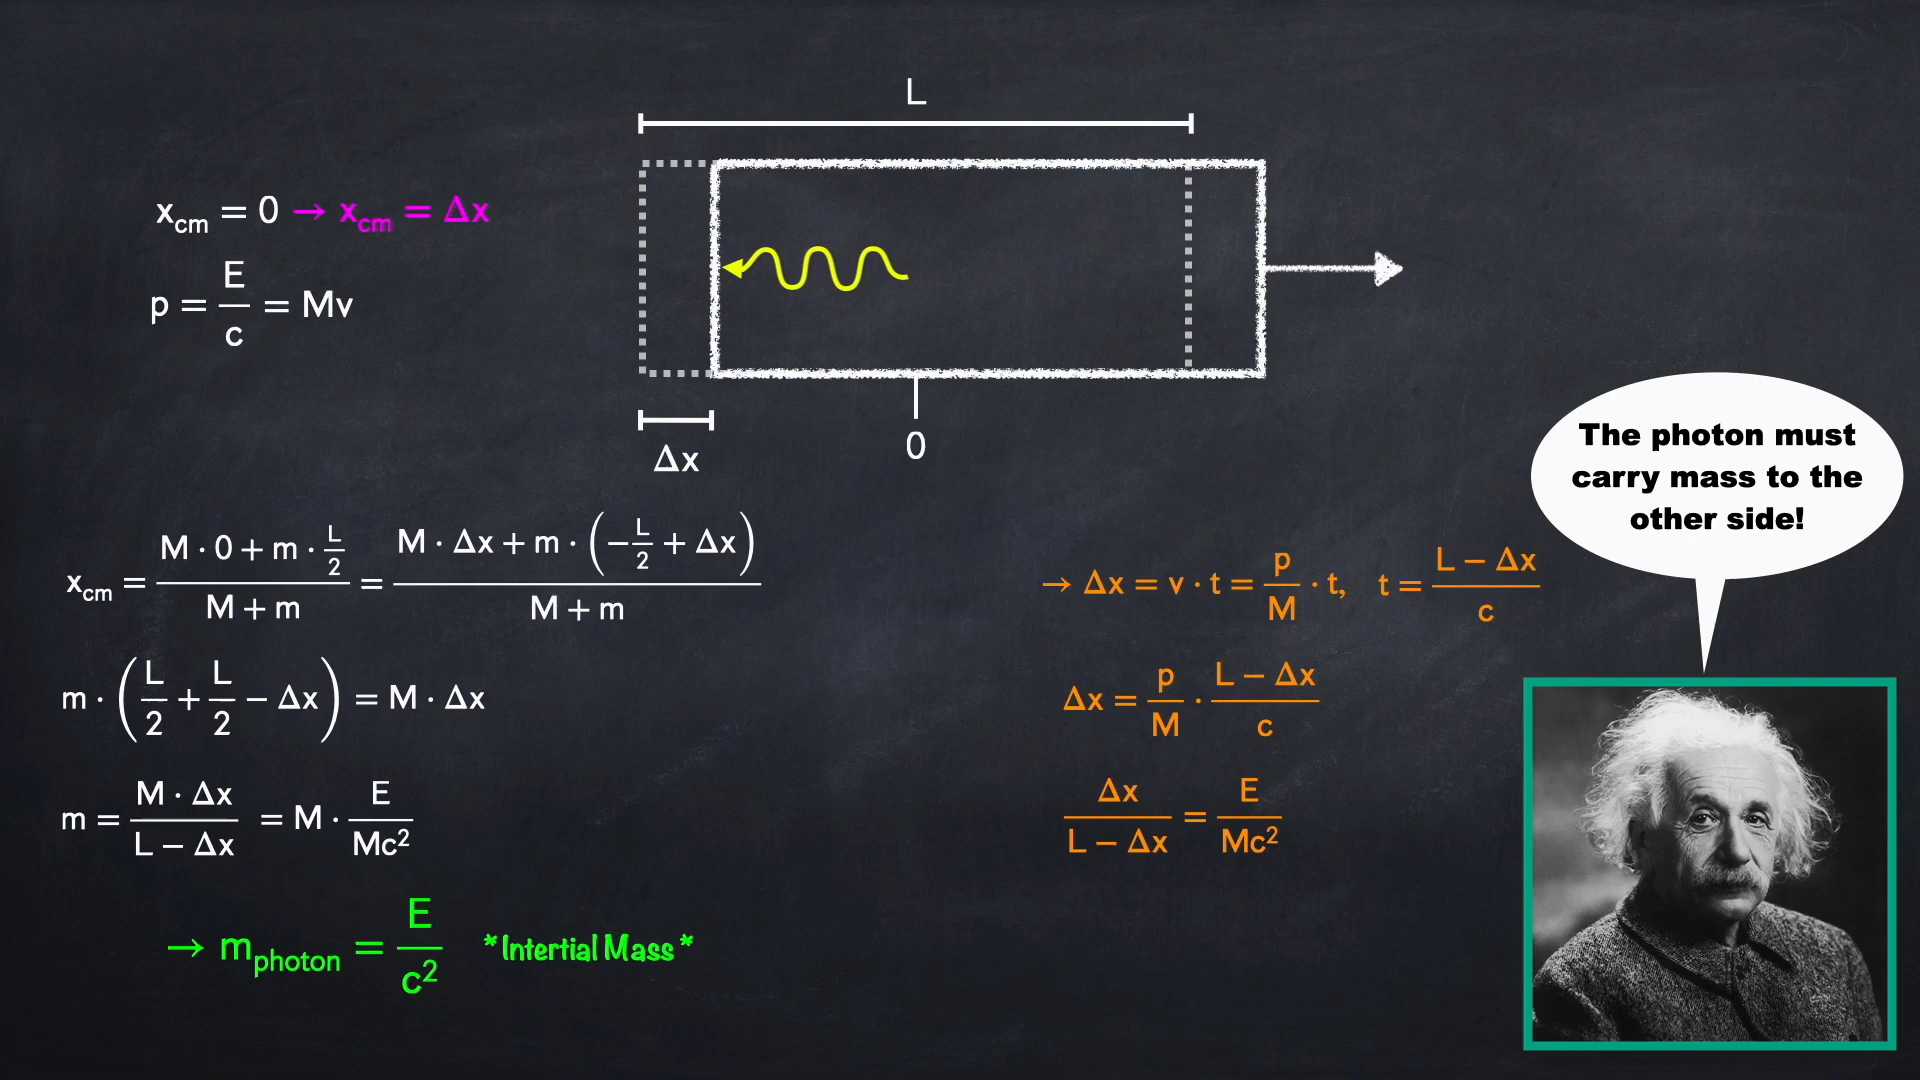 L
x_cm = 0 → x_cm = Δx
p = E/c = Mv
Δx
0
The photon must
carry mass to the
other side!
x_cm = (M · 0 + m · L/2)/(M + m) = (M · Δx + m · (−L/2 + Δx))/(M + m)
→ Δx = v · t = p/M · t, t = (L − Δx)/c
m · (L/2 + L/2 − Δx) = M · Δx
Δx = p/M · (L − Δx)/c
m = (M · Δx)/(L − Δx) = M · E/Mc²
Δx/(L − Δx) = E/Mc²
→ m_photon = E/c² *Intertial Mass*